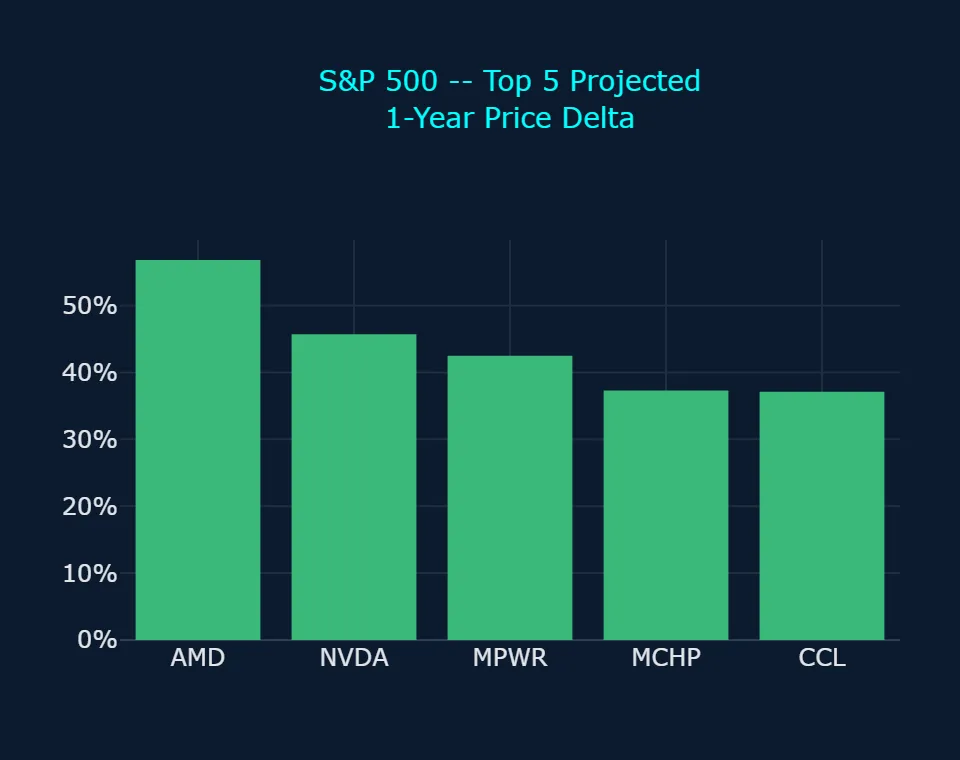 S&P 500 -- Top 5 Projected
1-Year Price Delta
50%
40%
30%
20%
10%
0%
AMD NVDA MPWR MCHP CCL